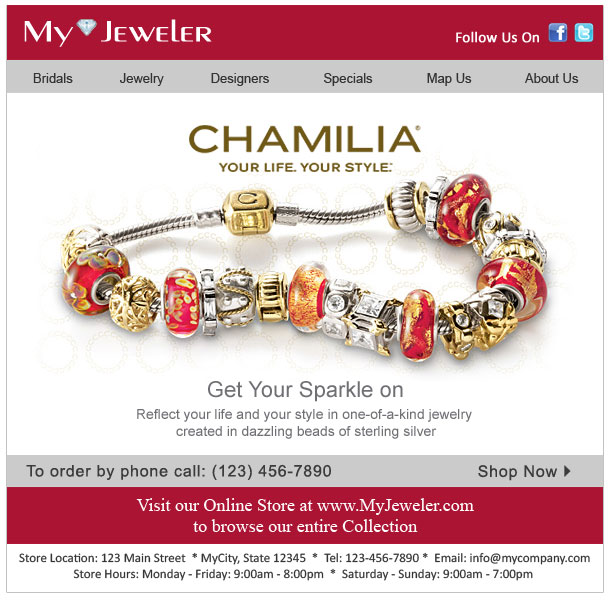 My Jeweler
Follow Us On
Bridals Jewelry Designers Specials Map Us About Us
CHAMILIA®
YOUR LIFE. YOUR STYLE.™
Get Your Sparkle on
Reflect your life and your style in one-of-a-kind jewelry
created in dazzling beads of sterling silver
To order by phone call: (123) 456-7890 Shop Now
Visit our Online Store at www.MyJeweler.com
to browse our entire Collection
Store Location: 123 Main Street * MyCity, State 12345 * Tel: 123-456-7890 * Email: info@mycompany.com
Store Hours: Monday - Friday: 9:00am - 8:00pm * Saturday - Sunday: 9:00am - 7:00pm